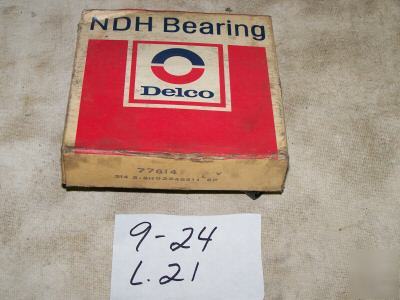 NDH Bearing
Delco
77614
9-24
L.21